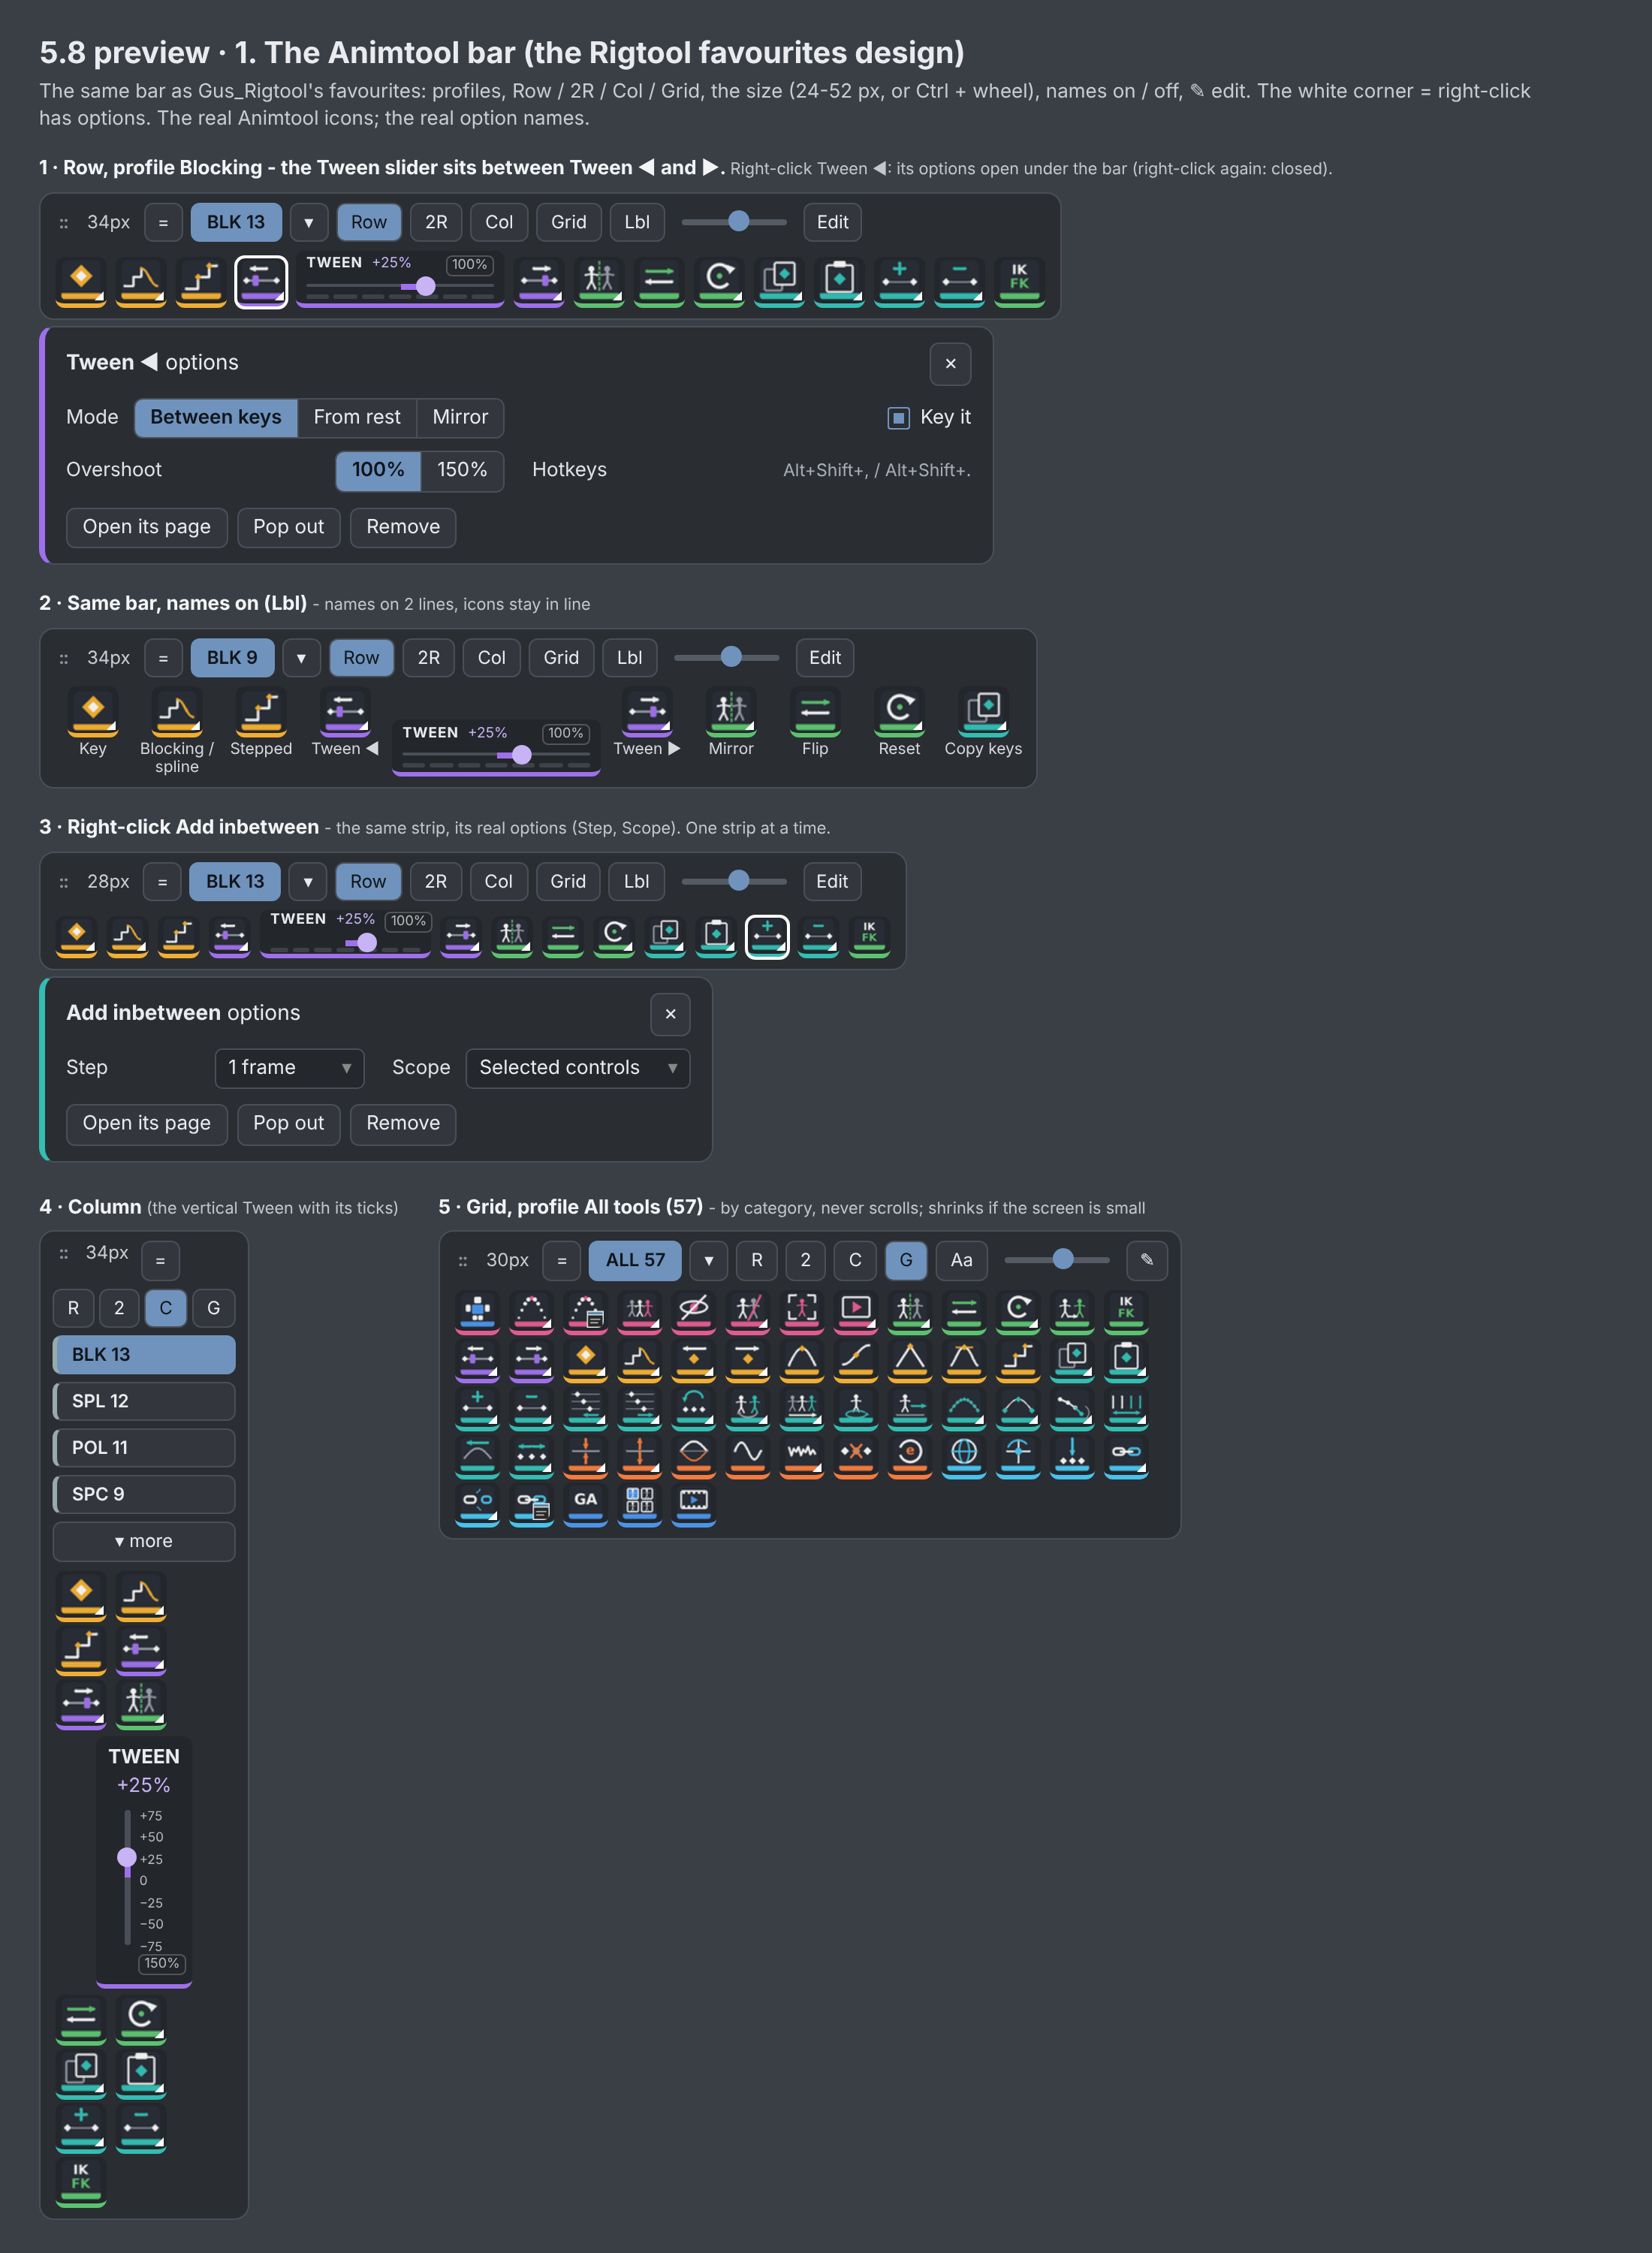 5.8 preview · 1. The Animtool bar (the Rigtool favourites design)
The same bar as Gus_Rigtool's favourites: profiles, Row / 2R / Col / Grid, the size (24-52 px, or Ctrl + wheel), names on / off, ✎ edit. The white corner = right-click
has options. The real Animtool icons; the real option names.
1 · Row, profile Blocking - the Tween slider sits between Tween ◀ and ▶. Right-click Tween ◀: its options open under the bar (right-click again: closed).
:: 34px = BLK 13 ▾ Row 2R Col Grid Lbl Edit
TWEEN +25% 100%
IK
FK
Tween ◀ options ×
Mode Between keys From rest Mirror Key it
Overshoot 100% 150% Hotkeys Alt+Shift+, / Alt+Shift+.
Open its page Pop out Remove
2 · Same bar, names on (Lbl) - names on 2 lines, icons stay in line
:: 34px = BLK 9 ▾ Row 2R Col Grid Lbl Edit
TWEEN +25% 100%
Key Blocking / Stepped Tween ◀ Tween ▶ Mirror Flip Reset Copy keys
spline
3 · Right-click Add inbetween - the same strip, its real options (Step, Scope). One strip at a time.
:: 28px = BLK 13 ▾ Row 2R Col Grid Lbl Edit
TWEEN +25% 100%
IK
FK
Add inbetween options ×
Step 1 frame ▾ Scope Selected controls ▾
Open its page Pop out Remove
4 · Column (the vertical Tween with its ticks)
:: 34px =
R 2 C G
BLK 13
SPL 12
POL 11
SPC 9
▾ more
TWEEN
+25%
+75
+50
+25
0
−25
−50
−75
150%
IK
FK
5 · Grid, profile All tools (57) - by category, never scrolls; shrinks if the screen is small
:: 30px = ALL 57 ▾ R 2 C G Aa ✎
IK
FK
e
GA